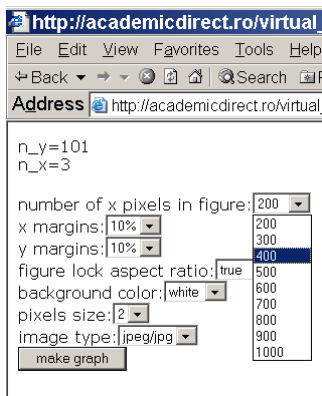 http://academicdirect.ro/virtual_
File Edit View Favorites Tools Help
Back Search
Address http://academicdirect.ro/virtual_
n_y=101
n_x=3
number of x pixels in figure: 200
x margins: 10%
y margins: 10%
figure lock aspect ratio: true
background color: white
pixels size: 2
image type: jpeg/jpg
make graph
200
300
400
500
600
700
800
900
1000